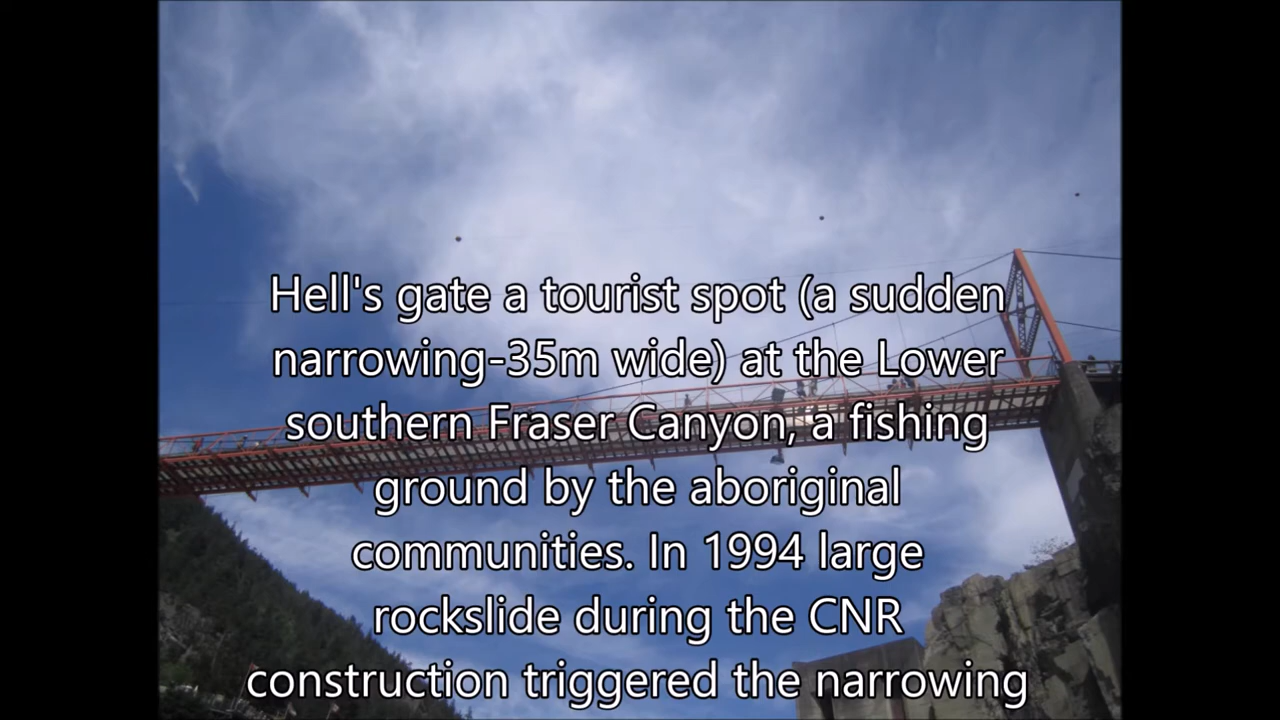 Hell's gate a tourist spot (a sudden
narrowing-35m wide) at the Lower
southern Fraser Canyon, a fishing
ground by the aboriginal
communities. In 1994 large
rockslide during the CNR
construction triggered the narrowing